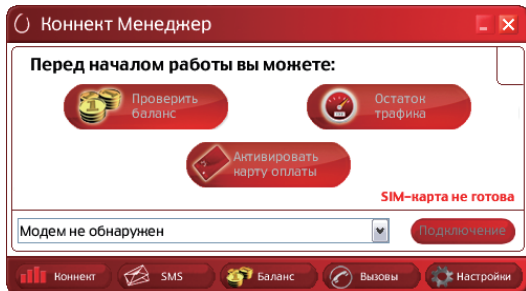 Коннект Менеджер
Перед началом работы вы можете:
Проверить
баланс
Остаток
трафика
Активировать
карту оплаты
SIM-карта не готова
Модем не обнаружен
Подключение
Коннект
SMS
Баланс
Вызовы
Настройки